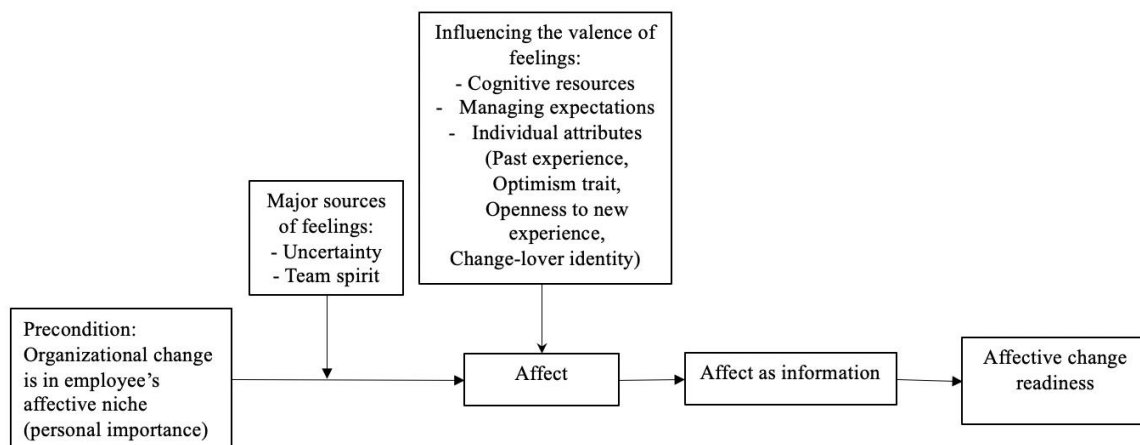 Influencing the valence of
feelings:
- Cognitive resources
- Managing expectations
- Individual attributes
(Past experience,
Optimism trait,
Openness to new
experience,
Change-lover identity)
Major sources
of feelings:
- Uncertainty
- Team spirit
Precondition:
Organizational change
is in employee’s
affective niche
(personal importance)
Affect
Affect as information
Affective change
readiness